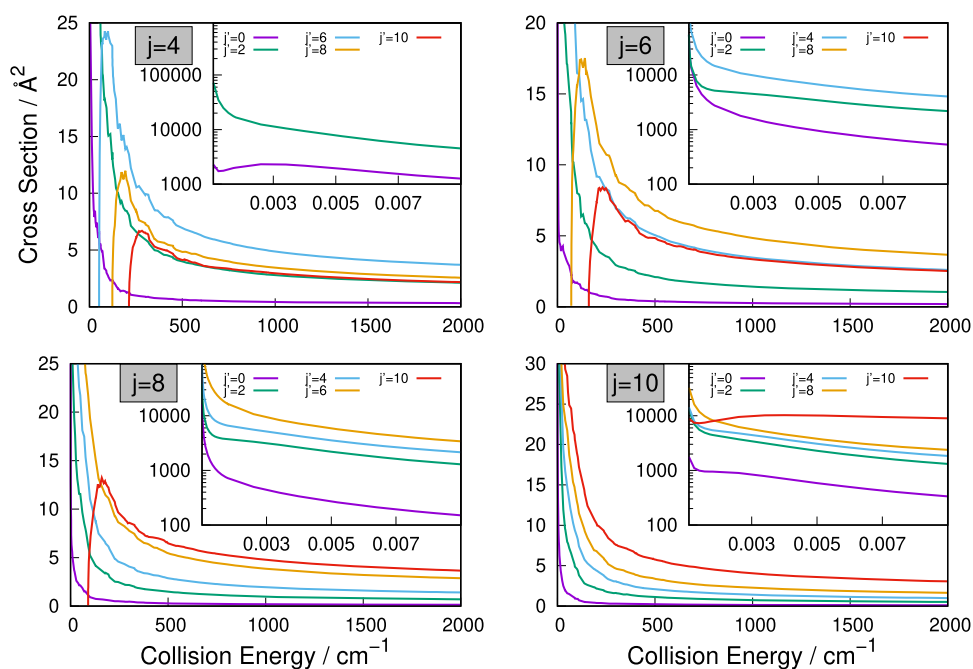 Cross Section / Å²
25
20
15
10
5
0
j=4
j'=0
j'=2
j'=6
j'=8
j'=10
100000
10000
1000
0.003
0.005
0.007
0
500
1000
1500
2000
20
15
10
5
0
j=6
j'=0
j'=2
j'=4
j'=8
j'=10
10000
1000
100
0.003
0.005
0.007
0
500
1000
1500
2000
25
20
15
10
5
0
j=8
j'=0
j'=2
j'=4
j'=6
j'=10
10000
1000
100
0.003
0.005
0.007
0
500
1000
1500
2000
Collision Energy / cm⁻¹
30
25
20
15
10
5
0
j=10
j'=0
j'=2
j'=4
j'=6
j'=8
j'=10
10000
1000
100
0.003
0.005
0.007
0
500
1000
1500
2000
Collision Energy / cm⁻¹